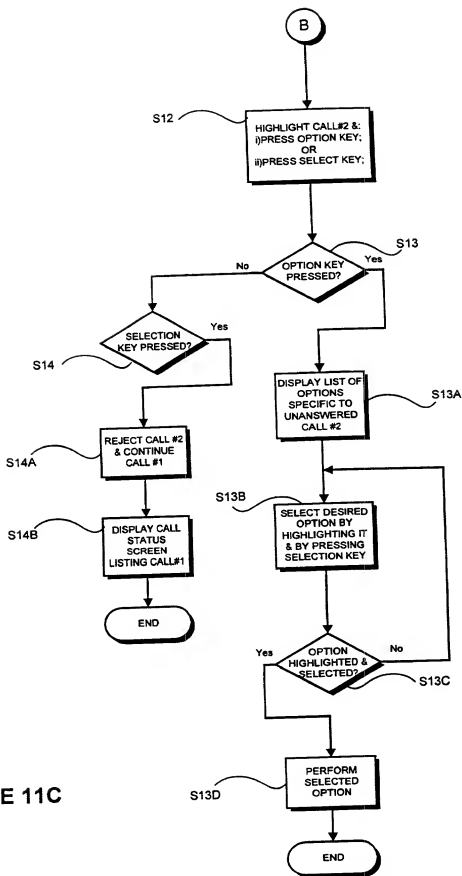 B
S12
HIGHLIGHT CALL#2 &:
i)PRESS OPTION KEY;
OR
ii)PRESS SELECT KEY;
S13
No
OPTION KEY
PRESSED?
Yes
SELECTION
KEY PRESSED?
Yes
S14
DISPLAY LIST OF
OPTIONS
SPECIFIC TO
UNANSWERED
CALL #2
S13A
REJECT CALL #2
& CONTINUE
CALL #1
S14A
S13B
SELECT DESIRED
OPTION BY
HIGHLIGHTING IT
& BY PRESSING
SELECTION KEY
S14B
DISPLAY CALL
STATUS
SCREEN
LISTING CALL#1
END
Yes
OPTION
HIGHLIGHTED &
SELECTED?
No
S13C
E 11C
S13D
PERFORM
SELECTED
OPTION
END